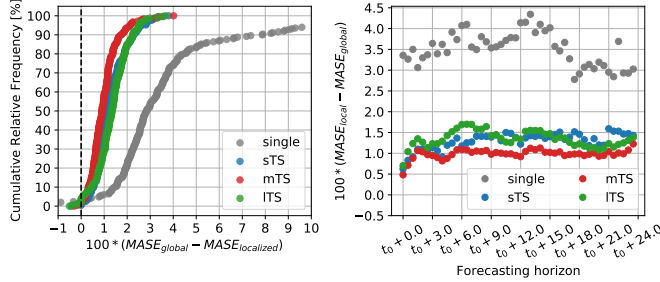 Cumulative Relative Frequency [%]
100
90
80
70
60
50
40
30
20
10
0
single
sTS
mTS
lTS
−1 0 1 2 3 4 5 6 7 8 9 10
100 * (MASE_global − MASE_localized)
100 * (MASE_local − MASE_global)
4.5
4.0
3.5
3.0
2.5
2.0
1.5
1.0
0.5
0.0
−0.5
single mTS
sTS lTS
t_0 + 0.0 t_0 + 3.0 t_0 + 6.0 t_0 + 9.0 t_0 + 12.0 t_0 + 15.0 t_0 + 18.0 t_0 + 21.0 t_0 + 24.0
Forecasting horizon